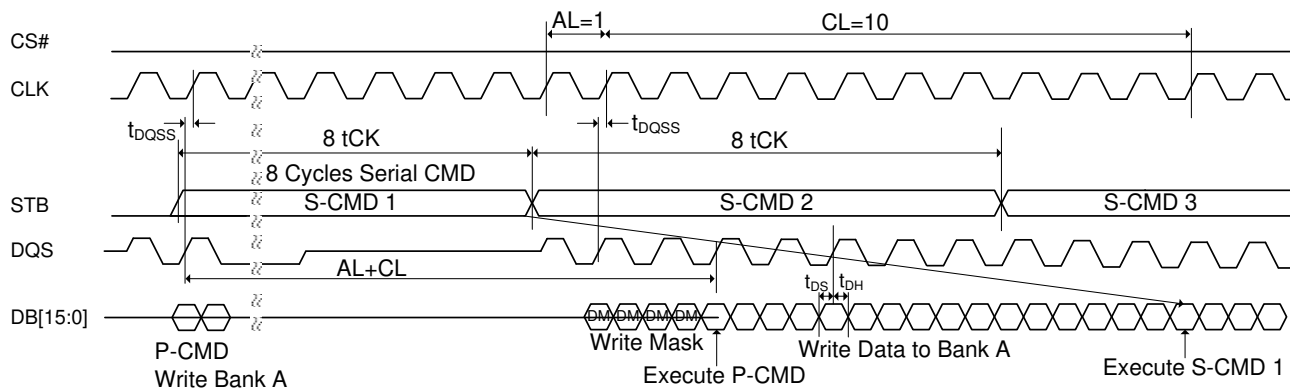 AL=1
CL=10
CS#
CLK
tDQSS
tDQSS
8 tCK
8 tCK
8 Cycles Serial CMD
STB
S-CMD 1
S-CMD 2
S-CMD 3
DQS
AL+CL
tDS
tDH
DB[15:0]
DM DM DM DM
P-CMD
Write Bank A
Write Mask
Execute P-CMD
Write Data to Bank A
Execute S-CMD 1